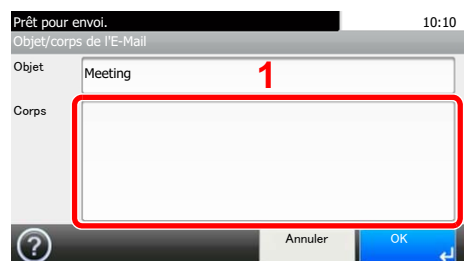 Prêt pour envoi. 10:10
Objet/corps de l'E-Mail
Objet
Meeting 1
Corps
? Annuler OK